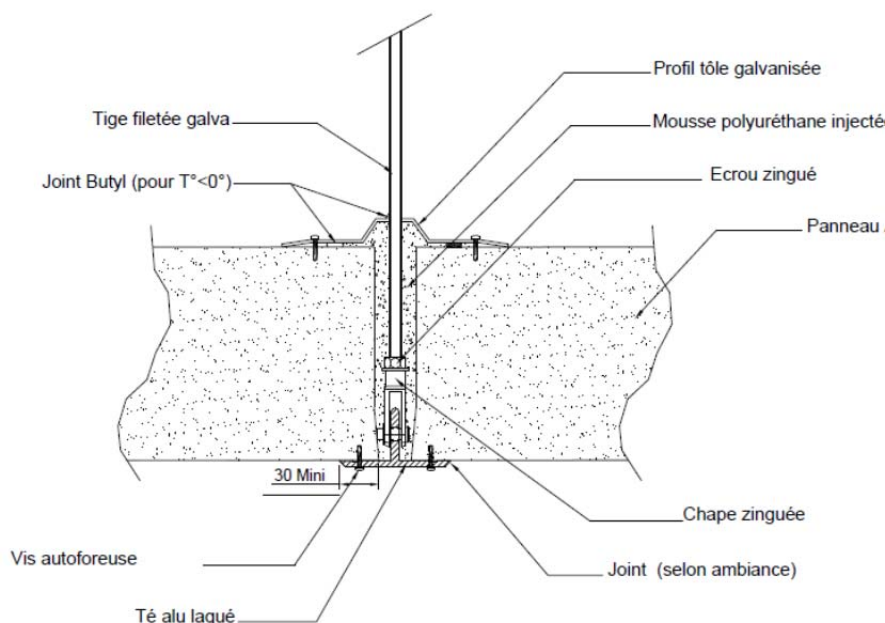 Profil tôle galvanisée
Tige filetée galva
Mousse polyuréthane injectée
Joint Butyl (pour T°<0°)
Ecrou zingué
Panneau
30 Mini
Chape zinguée
Vis autoforeuse
Joint (selon ambiance)
Té alu laqué